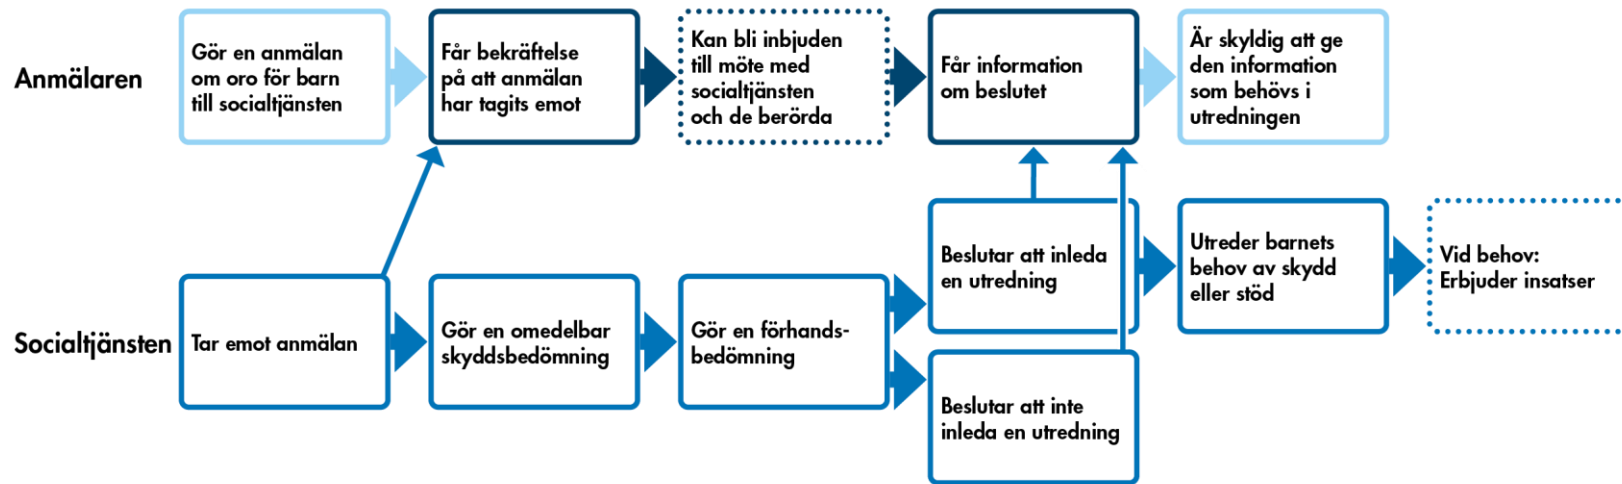 Anmälaren
Gör en anmälan
om oro för barn
till socialtjänsten
Får bekräftelse
på att anmälan
har tagits emot
Kan bli inbjuden
till möte med
socialtjänsten
och de berörda
Får information
om beslutet
Är skyldig att ge
den information
som behövs i
utredningen
Socialtjänsten
Tar emot anmälan
Gör en omedelbar
skyddsbedömning
Gör en förhands-
bedömning
Beslutar att inleda
en utredning
Beslutar att inte
inleda en utredning
Utreder barnets
behov av skydd
eller stöd
Vid behov:
Erbjuder insatser